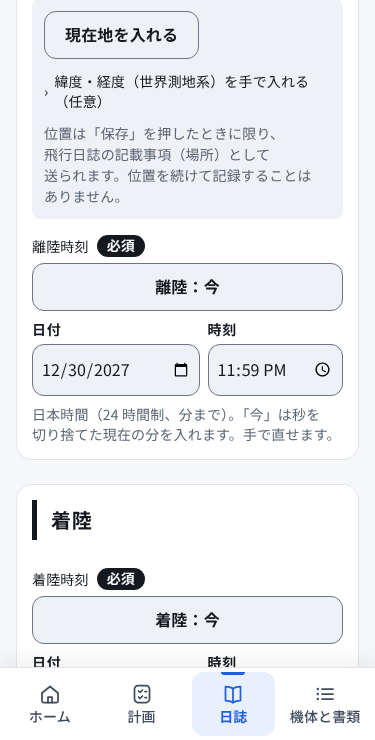 現在地を入れる
› 緯度・経度（世界測地系）を手で入れる
（任意）
位置は「保存」を押したときに限り、
飛行日誌の記載事項（場所）として
送られます。位置を続けて記録することは
ありません。
離陸時刻 必須
離陸：今
日付 時刻
12/30/2027 11:59 PM
日本時間（24 時間制、分まで）。「今」は秒を
切り捨てた現在の分を入れます。手で直せます。
着陸
着陸時刻 必須
着陸：今
日付 時刻
ホーム 計画 日誌 機体と書類